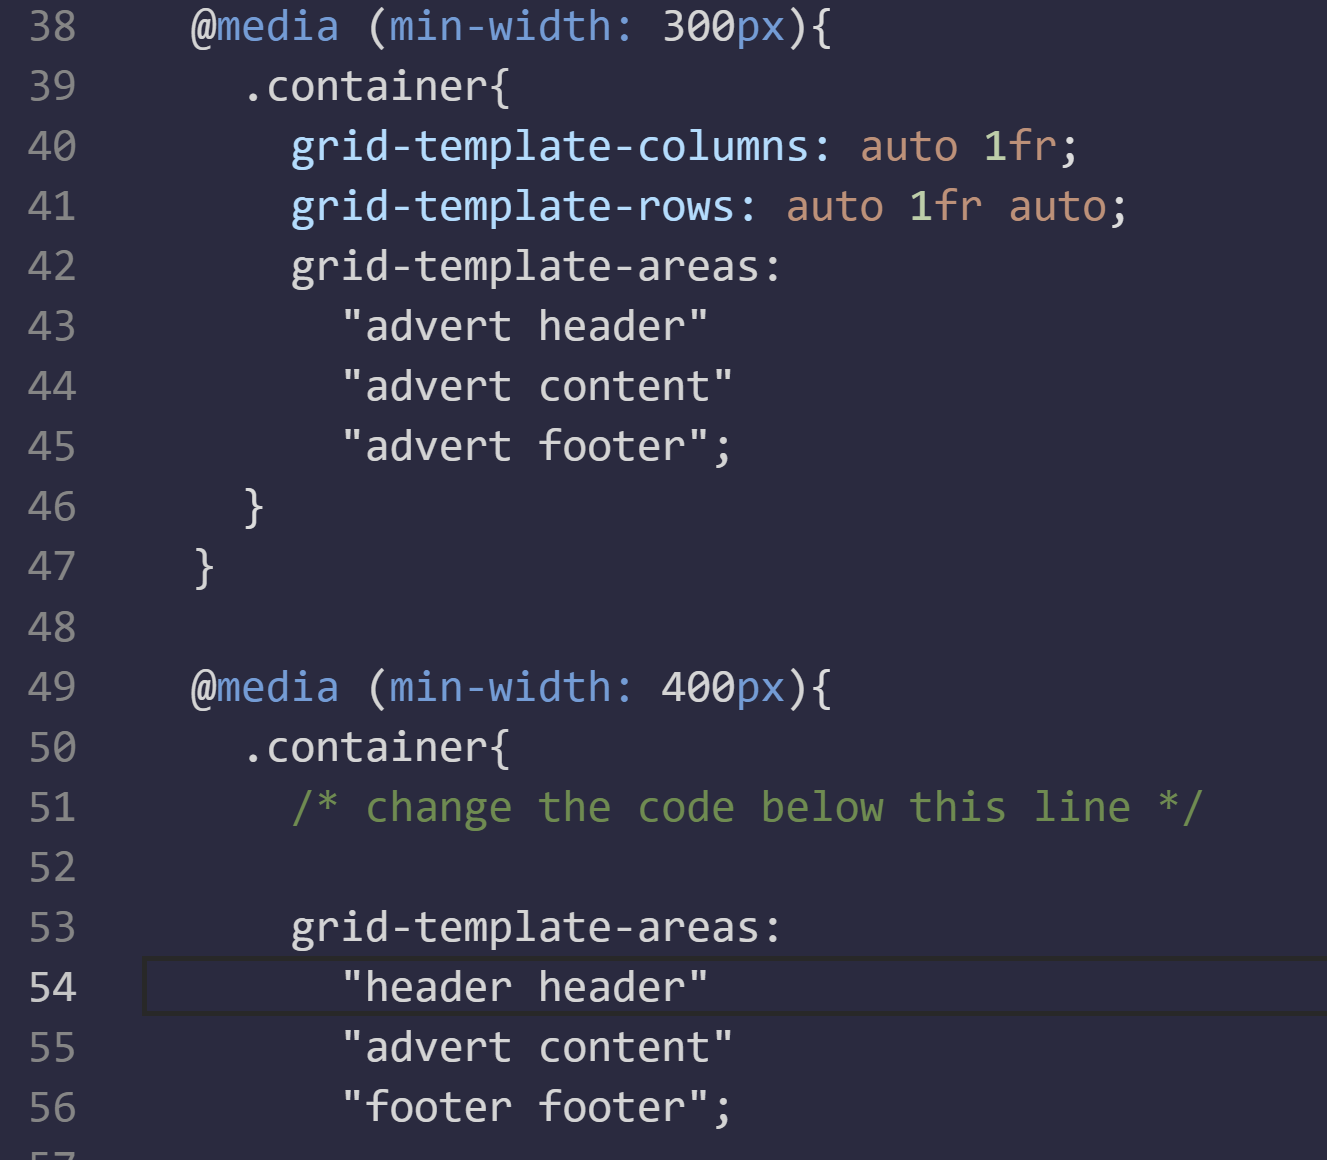 38 @media (min-width: 300px){
39 .container{
40 grid-template-columns: auto 1fr;
41 grid-template-rows: auto 1fr auto;
42 grid-template-areas:
43 "advert header"
44 "advert content"
45 "advert footer";
46 }
47 }
48
49 @media (min-width: 400px){
50 .container{
51 /* change the code below this line */
52
53 grid-template-areas:
54 "header header"
55 "advert content"
56 "footer footer";
57